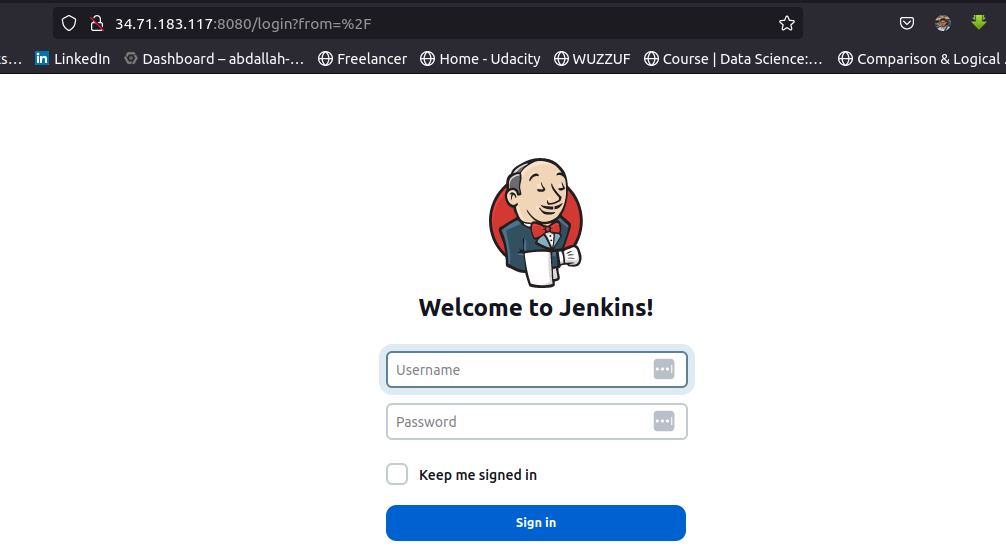 34.71.183.117:8080/login?from=%2F
s... LinkedIn Dashboard – abdallah-... Freelancer Home - Udacity WUZZUF Course | Data Science:... Comparison & Logical
Welcome to Jenkins!
Username
Password
Keep me signed in
Sign in